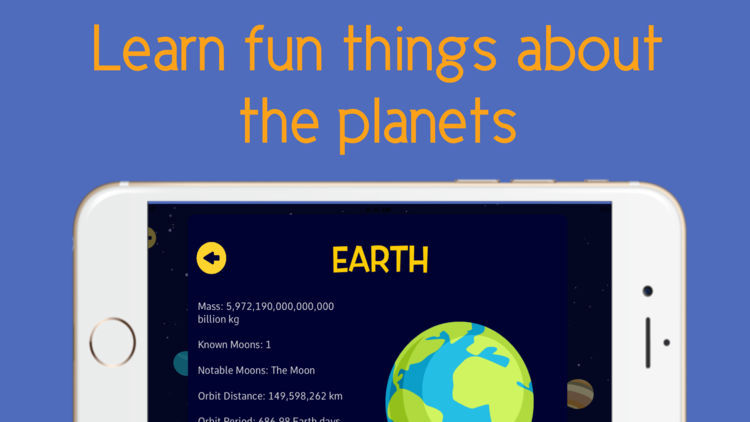 Learn fun things about
the planets
EARTH
Mass: 5,972,190,000,000,000
billion kg
Known Moons: 1
Notable Moons: The Moon
Orbit Distance: 149,598,262 km
Orbit Period: 686.98 Earth days